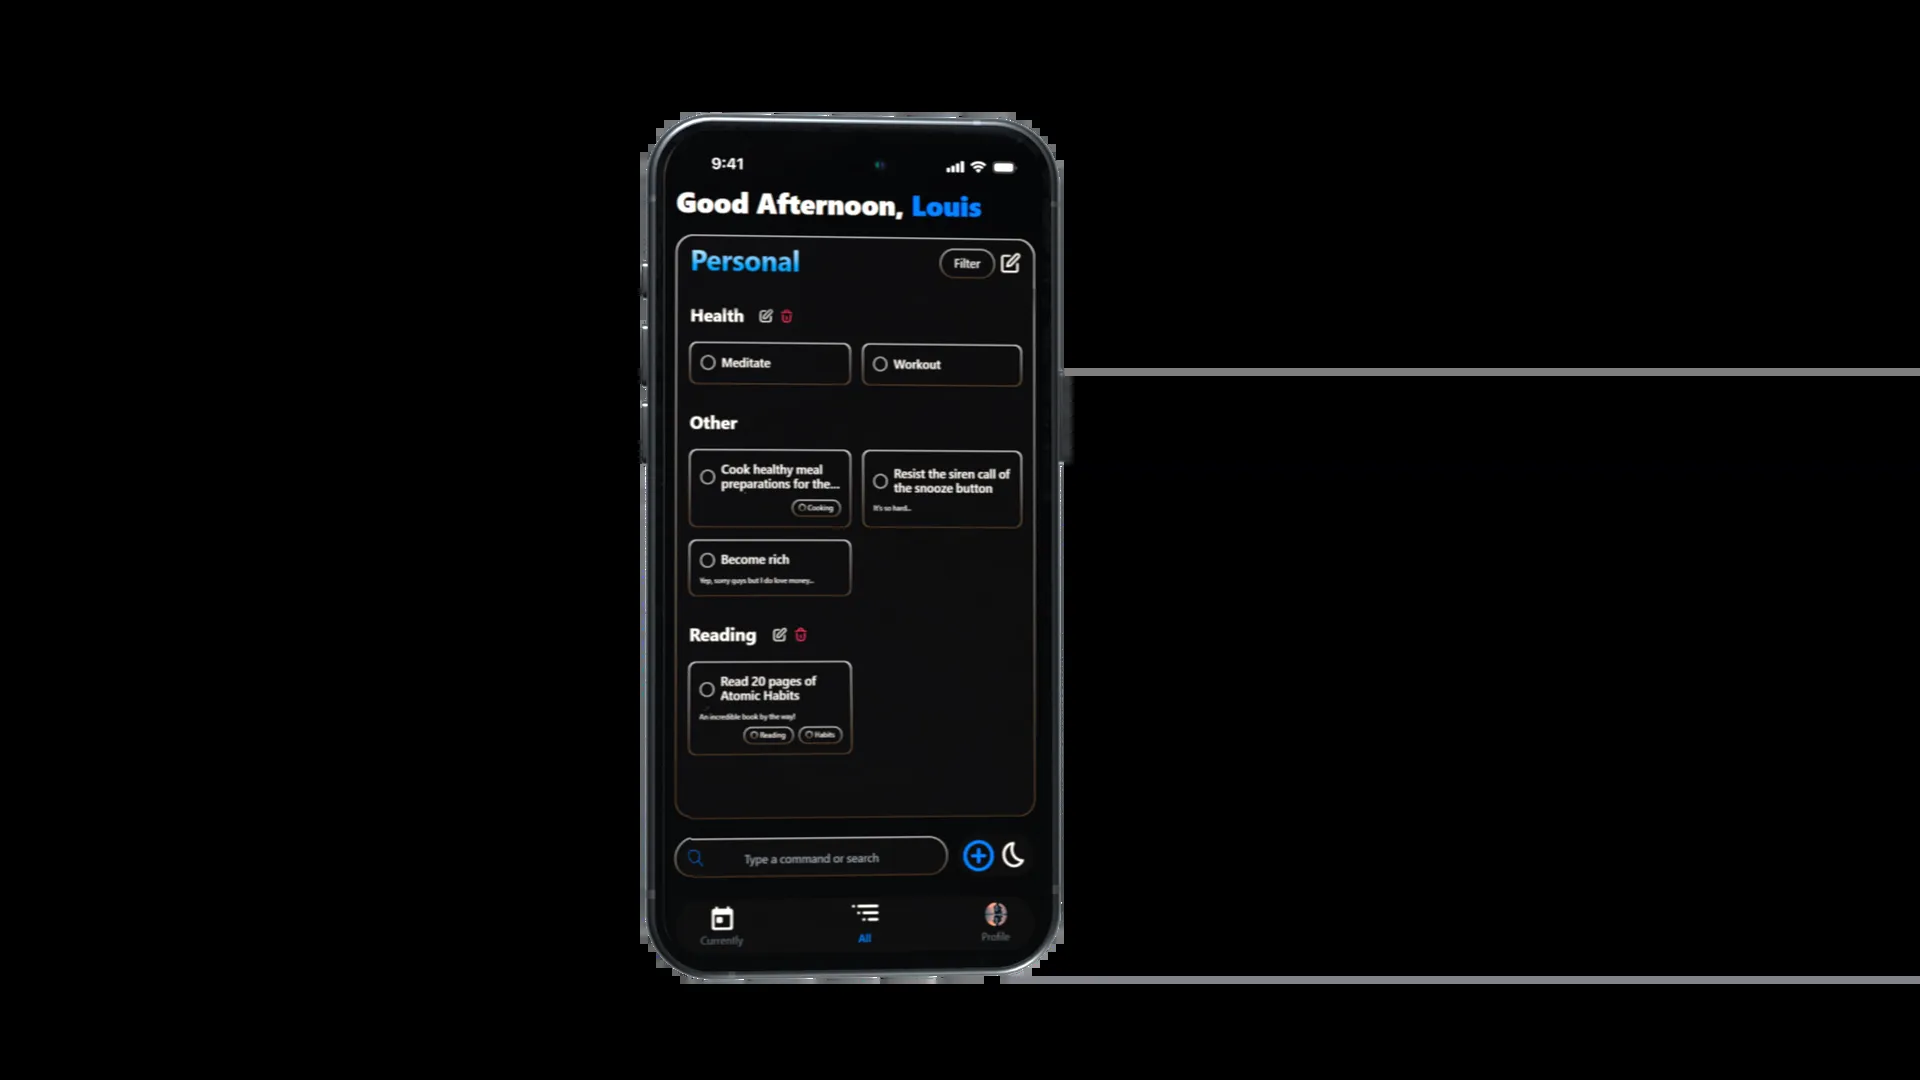 9:41
Good Afternoon, Louis
Personal
Filter
Health
Meditate
Workout
Other
Cook healthy meal
preparations for the...
Cooking
Resist the siren call of
the snooze button
It's so hard...
Become rich
Yep, sorry guys but I do love money...
Reading
Read 20 pages of
Atomic Habits
An incredible book by the way!
Reading
Habits
Type a command or search
Currently
All
Profile